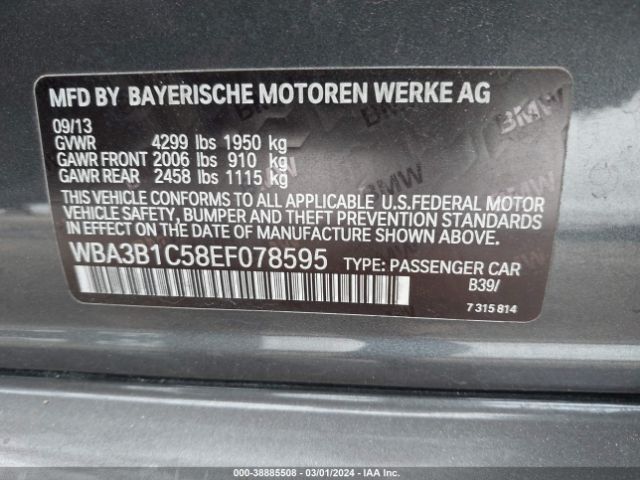 MFD BY BAYERISCHE MOTOREN WERKE AG
09/13
GVWR 4299 lbs 1950 kg
GAWR FRONT 2006 lbs 910 kg
GAWR REAR 2458 lbs 1115 kg
THIS VEHICLE CONFORMS TO ALL APPLICABLE U.S.FEDERAL MOTOR
VEHICLE SAFETY, BUMPER AND THEFT PREVENTION STANDARDS
IN EFFECT ON THE DATE OF MANUFACTURE SHOWN ABOVE.
WBA3B1C58EF078595 TYPE: PASSENGER CAR
B39/
7 315 814
BMW
000-38885508 — 03/01/2024 — IAA Inc.